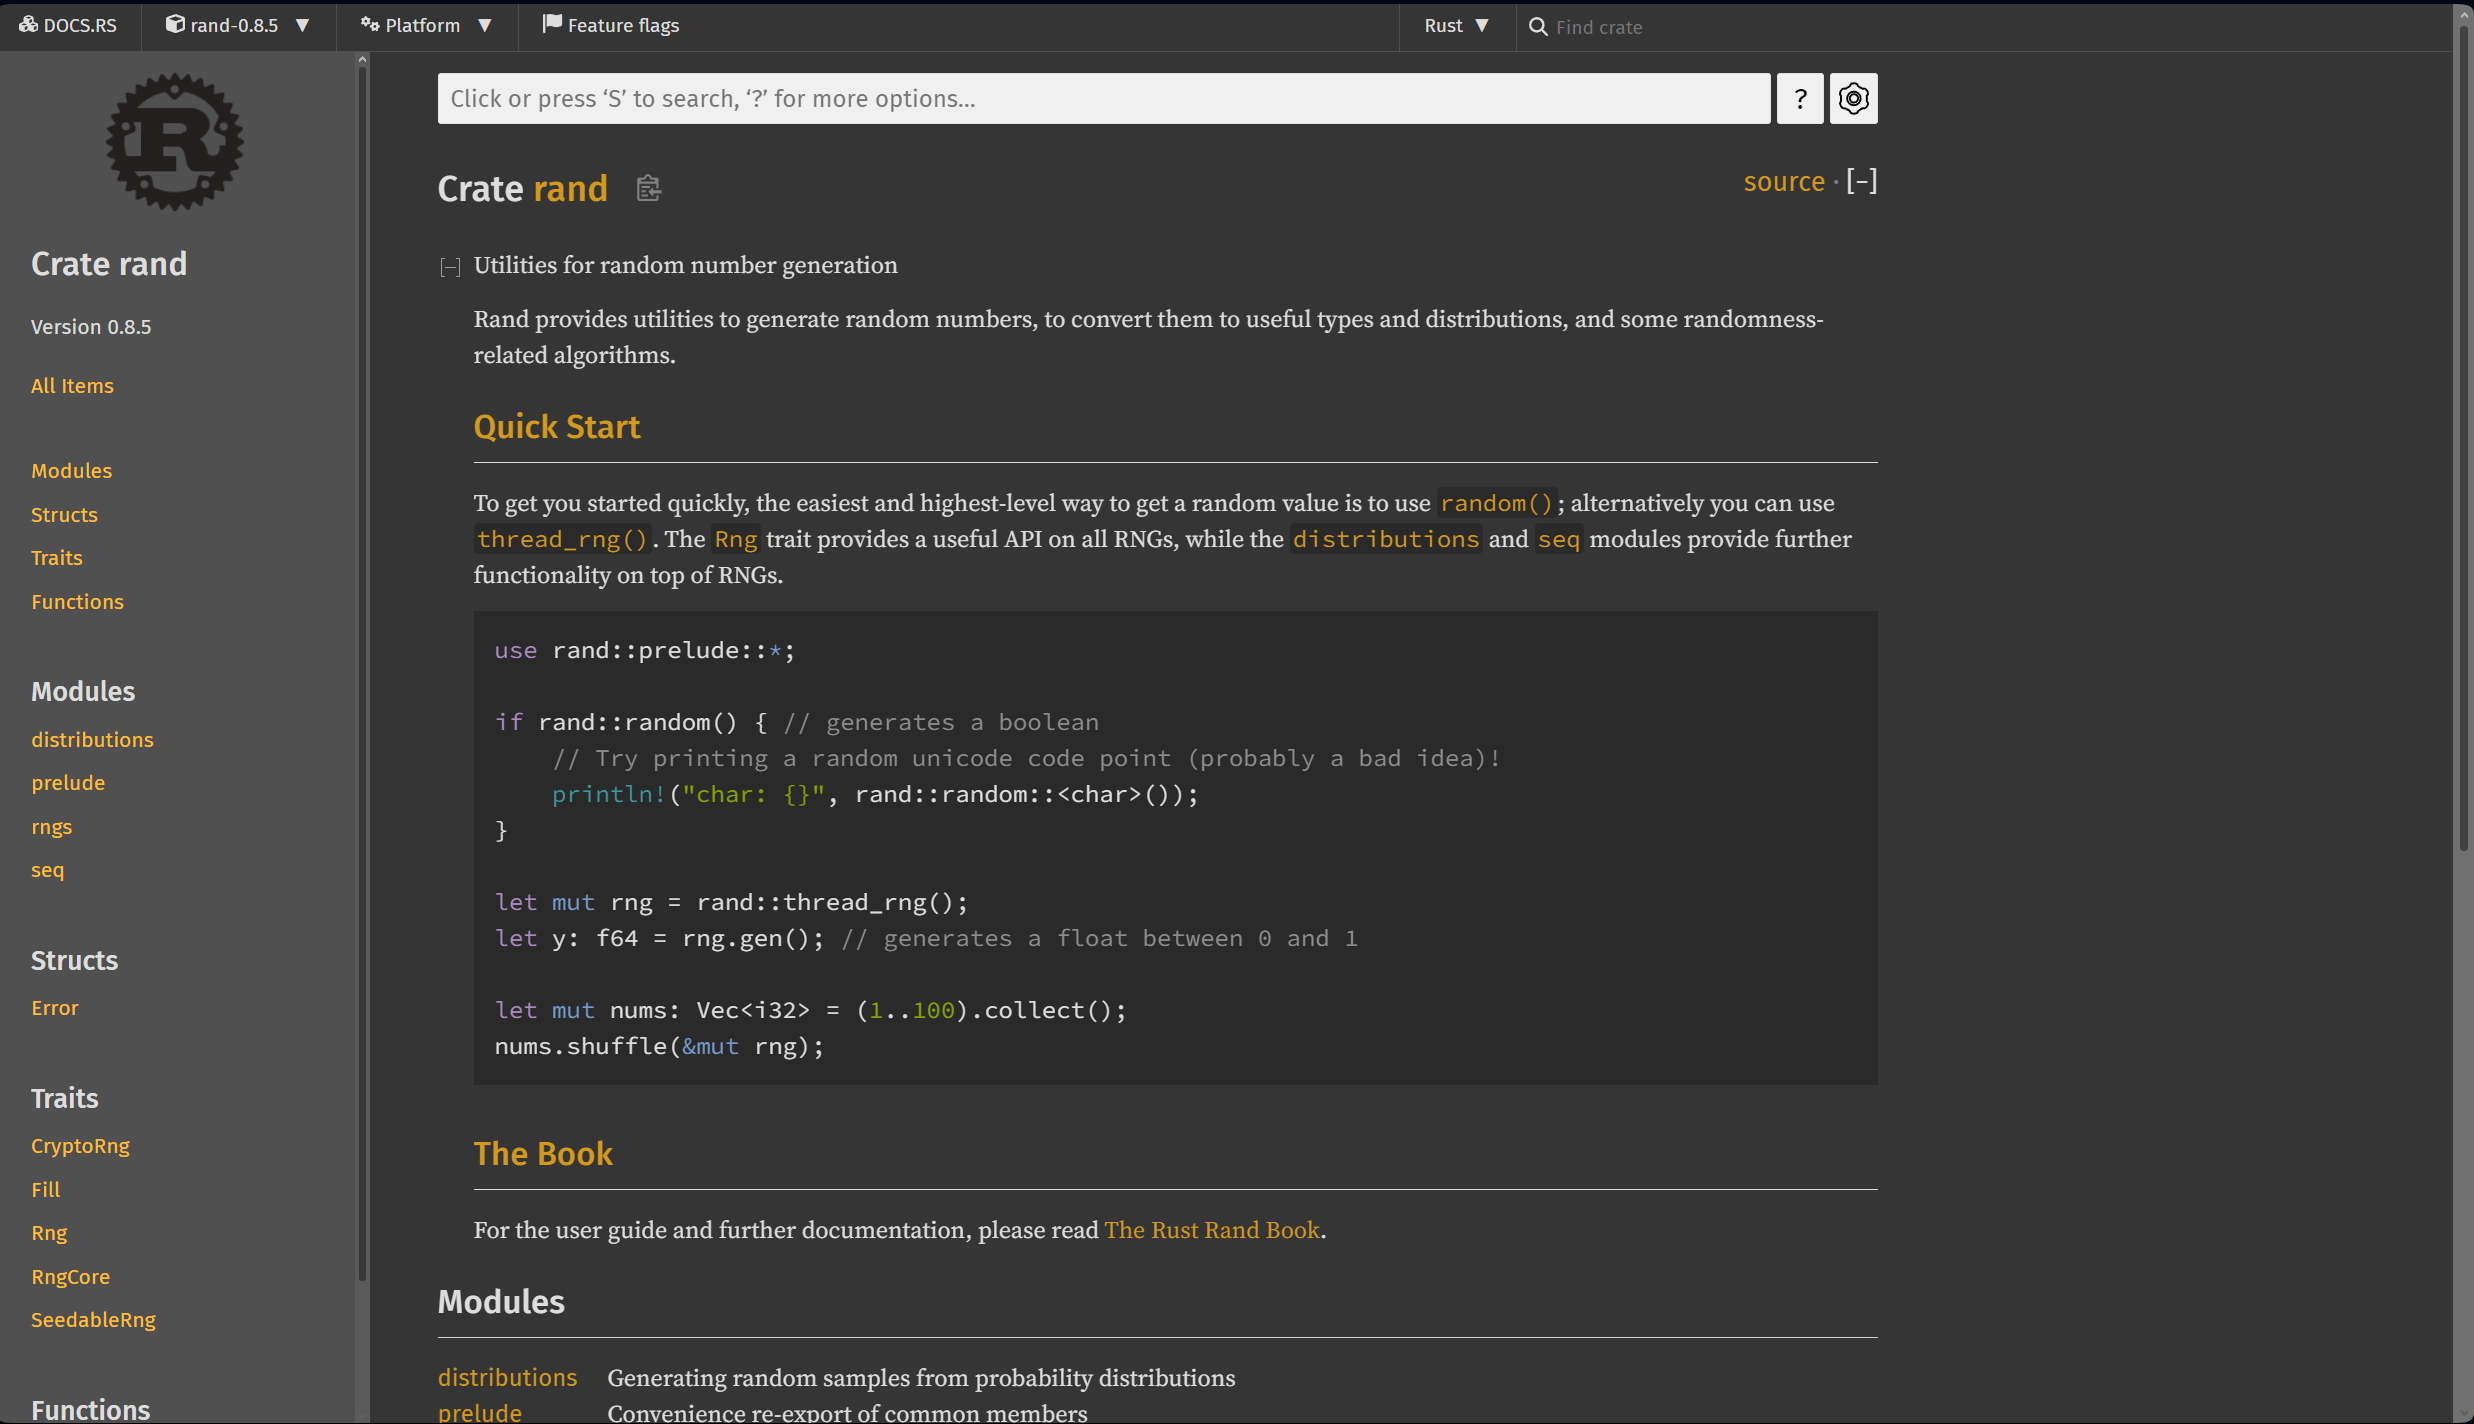 DOCS.RS rand-0.8.5 ▼ Platform ▼ Feature flags Rust ▼ Find crate
Crate rand
Version 0.8.5
All Items
Modules
Structs
Traits
Functions
Modules
distributions
prelude
rngs
seq
Structs
Error
Traits
CryptoRng
Fill
Rng
RngCore
SeedableRng
Functions
Click or press ‘S’ to search, ‘?’ for more options…
?
Crate rand
source · [−]
[−] Utilities for random number generation
Rand provides utilities to generate random numbers, to convert them to useful types and distributions, and some randomness-
related algorithms.
Quick Start
To get you started quickly, the easiest and highest-level way to get a random value is to use random(); alternatively you can use
thread_rng(). The Rng trait provides a useful API on all RNGs, while the distributions and seq modules provide further
functionality on top of RNGs.
use rand::prelude::*;
if rand::random() { // generates a boolean
    // Try printing a random unicode code point (probably a bad idea)!
    println!("char: {}", rand::random::<char>());
}
let mut rng = rand::thread_rng();
let y: f64 = rng.gen(); // generates a float between 0 and 1
let mut nums: Vec<i32> = (1..100).collect();
nums.shuffle(&mut rng);
The Book
For the user guide and further documentation, please read The Rust Rand Book.
Modules
distributions Generating random samples from probability distributions
prelude Convenience re-export of common members